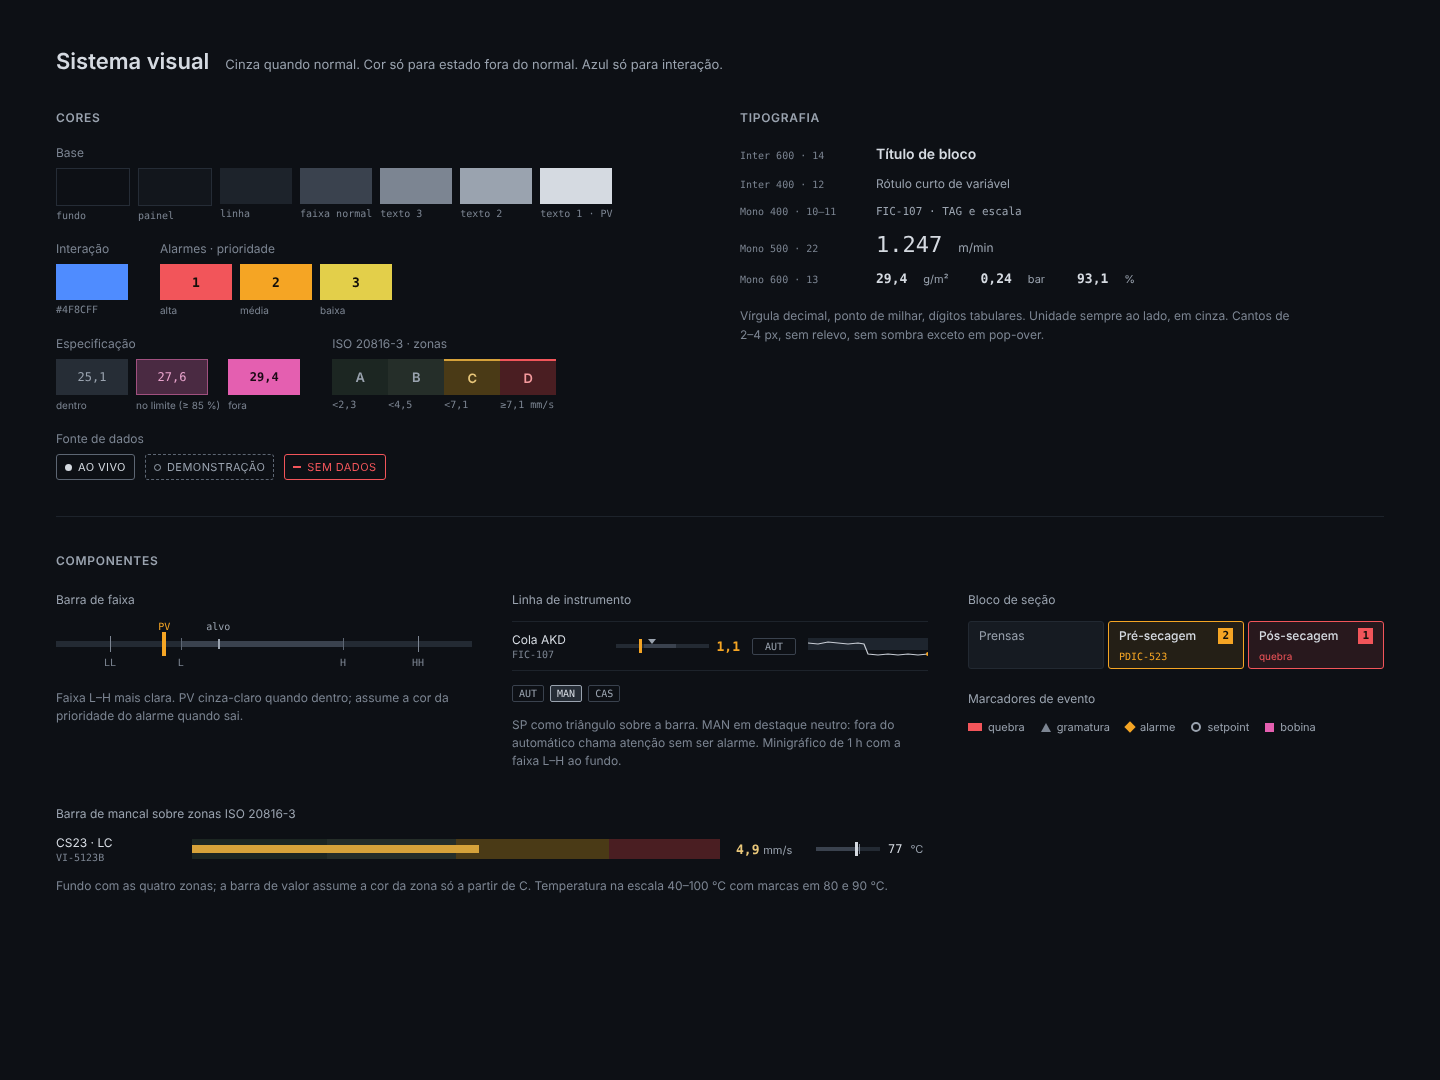 Sistema visual
Cinza quando normal. Cor só para estado fora do normal. Azul só para interação.
CORES
Base
fundo
painel
linha
faixa normal
texto 3
texto 2
texto 1 · PV
Interação
#4F8CFF
Alarmes · prioridade
1
2
3
alta
média
baixa
Especificação
25,1
27,6
29,4
dentro
no limite (≥ 85 %)
fora
ISO 20816-3 · zonas
A
B
C
D
<2,3
<4,5
<7,1
≥7,1 mm/s
Fonte de dados
AO VIVO
DEMONSTRAÇÃO
SEM DADOS
TIPOGRAFIA
Inter 600 · 14
Título de bloco
Inter 400 · 12
Rótulo curto de variável
Mono 400 · 10–11
FIC-107 · TAG e escala
Mono 500 · 22
1.247 m/min
Mono 600 · 13
29,4 g/m² 0,24 bar 93,1 %
Vírgula decimal, ponto de milhar, dígitos tabulares. Unidade sempre ao lado, em cinza. Cantos de
2–4 px, sem relevo, sem sombra exceto em pop-over.
COMPONENTES
Barra de faixa
PV
alvo
LL
L
H
HH
Faixa L–H mais clara. PV cinza-claro quando dentro; assume a cor da
prioridade do alarme quando sai.
Linha de instrumento
Cola AKD
FIC-107
1,1
AUT
AUT
MAN
CAS
SP como triângulo sobre a barra. MAN em destaque neutro: fora do
automático chama atenção sem ser alarme. Minigráfico de 1 h com a
faixa L–H ao fundo.
Bloco de seção
Prensas
Pré-secagem
2
PDIC-523
Pós-secagem
1
quebra
Marcadores de evento
quebra
gramatura
alarme
setpoint
bobina
Barra de mancal sobre zonas ISO 20816-3
CS23 · LC
VI-5123B
4,9 mm/s
77 °C
Fundo com as quatro zonas; a barra de valor assume a cor da zona só a partir de C. Temperatura na escala 40–100 °C com marcas em 80 e 90 °C.